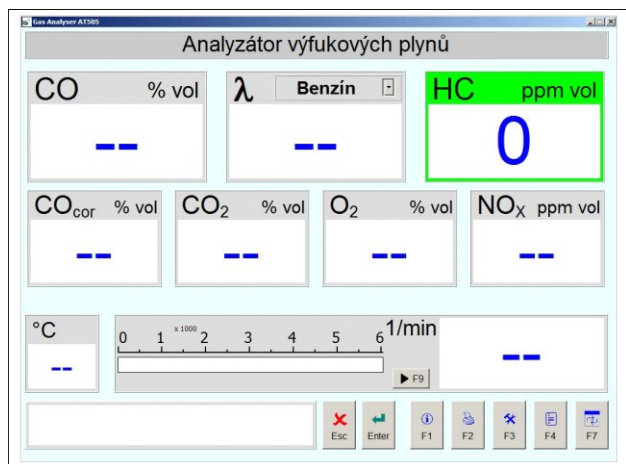 Gas Analyser AT505
Analyzátor výfukových plynů
CO % vol
λ Benzín
HC ppm vol
-- -- 0
COcor % vol
CO2 % vol
O2 % vol
NOX ppm vol
-- -- -- --
°C
0 1 x 1000 2 3 4 5 6 1/min
-- --
F9
Esc Enter F1 F2 F3 F4 F7